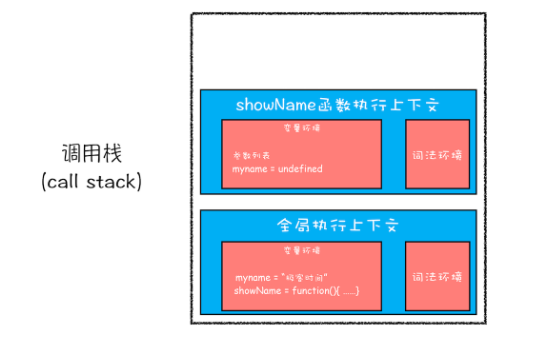 调用栈
(call stack)
showName函数执行上下文
变量环境
参数列表
myname = undefined
词法环境
全局执行上下文
变量环境
myname = "极客时间"
showName = function(){ ......}
词法环境